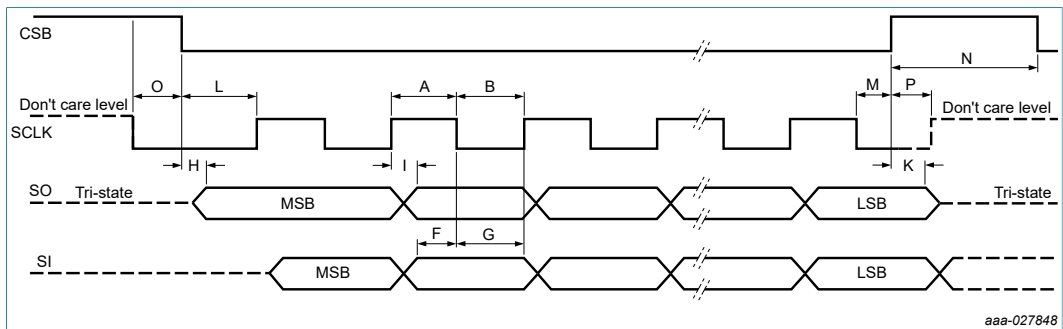 CSB
N
O L A B M P
Don't care level Don't care level
SCLK
H I K
SO Tri-state MSB LSB Tri-state
F G
SI
MSB LSB
aaa-027848